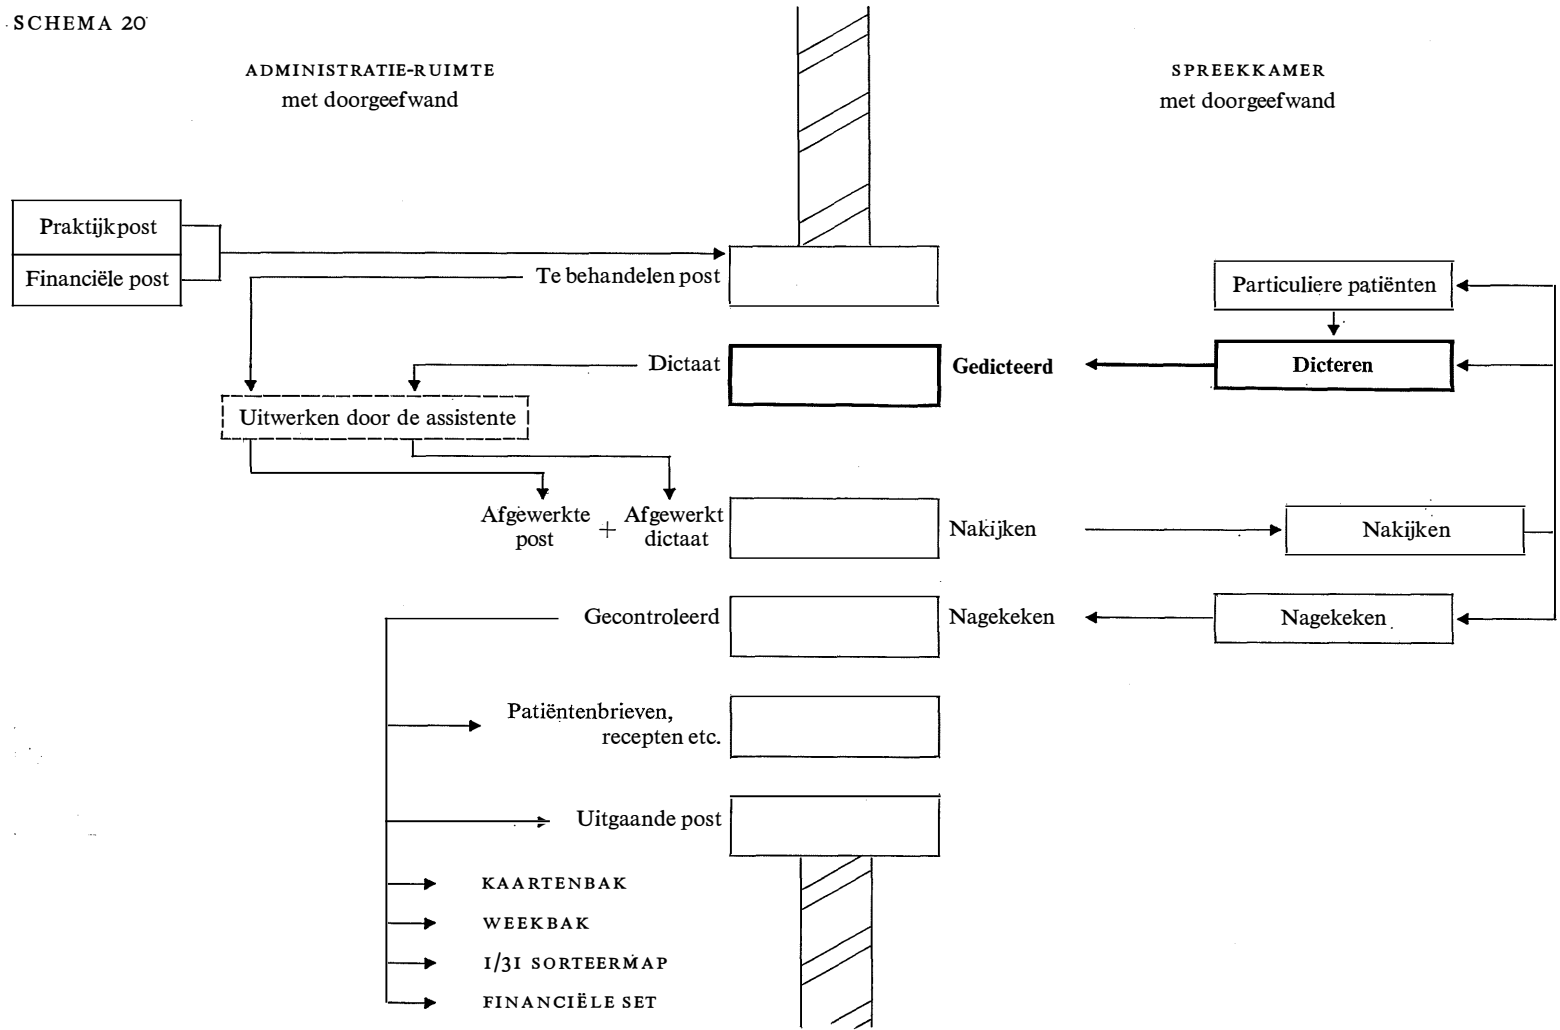 SCHEMA 20
ADMINISTRATIE-RUIMTE
met doorgeefwand
SPREEKKAMER
met doorgeefwand
Praktijkpost
Financiële post
Te behandelen post
Particuliere patiënten
Dictaat
Gedicteerd
Dicteren
Uitwerken door de assistente
Afgewerkte
post
+
Afgewerkt
dictaat
Nakijken
Nakijken
Gecontroleerd
Nagekeken
Nagekeken
Patiëntenbrieven,
recepten etc.
Uitgaande post
KAARTENBAK
WEEKBAK
1/31 SORTEERMAP
FINANCIËLE SET